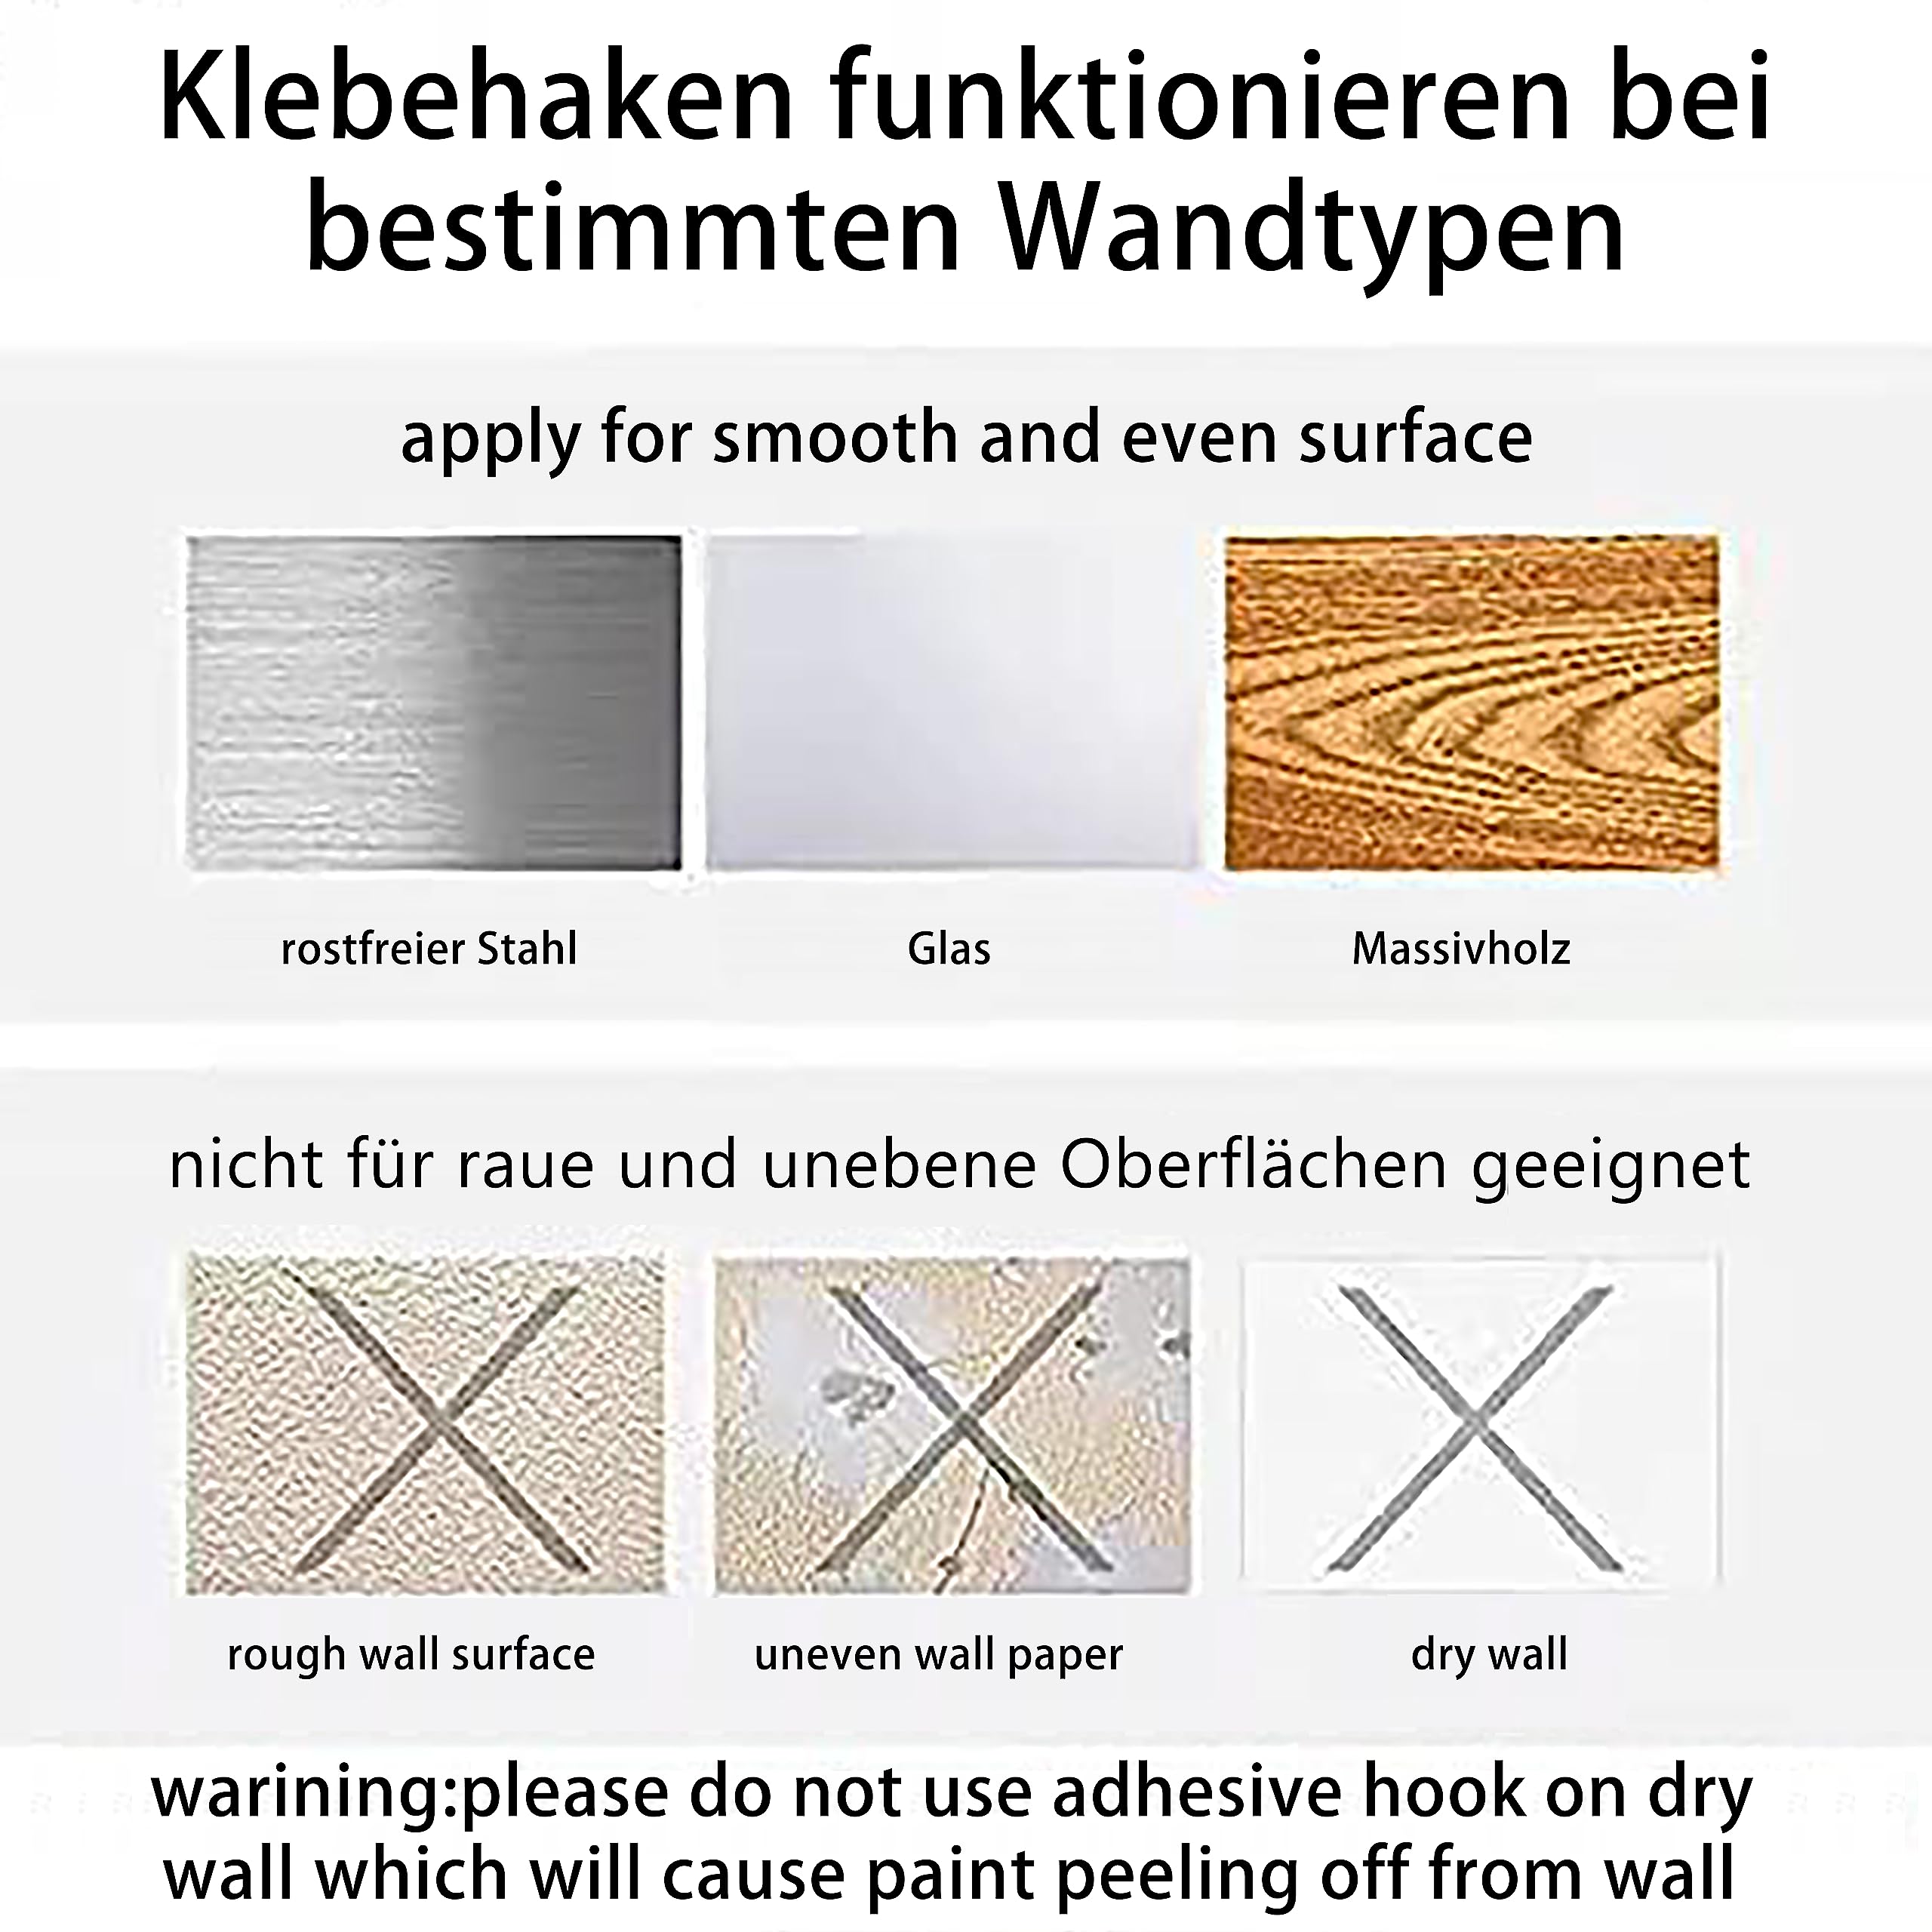 Klebehaken funktionieren bei
bestimmten Wandtypen
apply for smooth and even surface
rostfreier Stahl
Glas
Massivholz
nicht für raue und unebene Oberflächen geeignet
rough wall surface
uneven wall paper
dry wall
warining:please do not use adhesive hook on dry
wall which will cause paint peeling off from wall